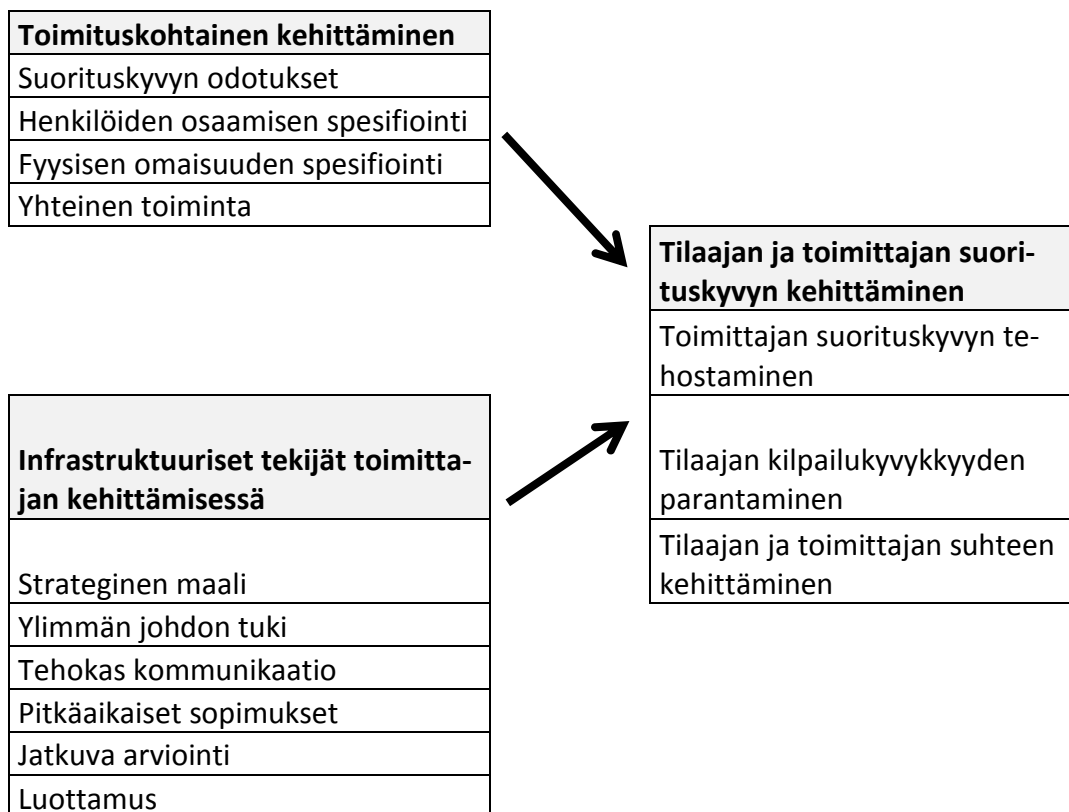 Toimituskohtainen kehittäminen
Suorituskyvyn odotukset
Henkilöiden osaamisen spesifiointi
Fyysisen omaisuuden spesifiointi
Yhteinen toiminta
Infrastruktuuriset tekijät toimitta-
jan kehittämisessä
Strateginen maali
Ylimmän johdon tuki
Tehokas kommunikaatio
Pitkäaikaiset sopimukset
Jatkuva arviointi
Luottamus
Tilaajan ja toimittajan suori-
tuskyvyn kehittäminen
Toimittajan suorituskyvyn te-
hostaminen
Tilaajan kilpailukyvykkyyden
parantaminen
Tilaajan ja toimittajan suhteen
kehittäminen